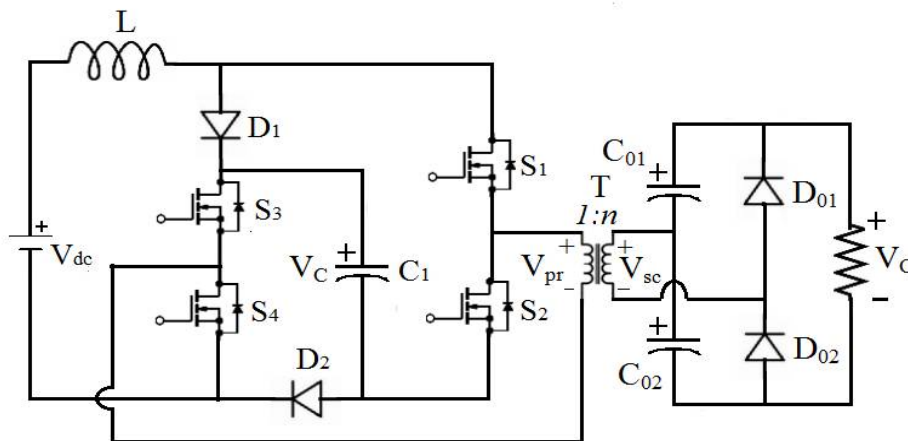 L
D1
S1
C01
T
1:n
D01
S3
+
Vdc
VC
+
C1
+
Vpr
−
+
Vsc
−
+
VO
−
S4
S2
D2
+
C02
D02
+